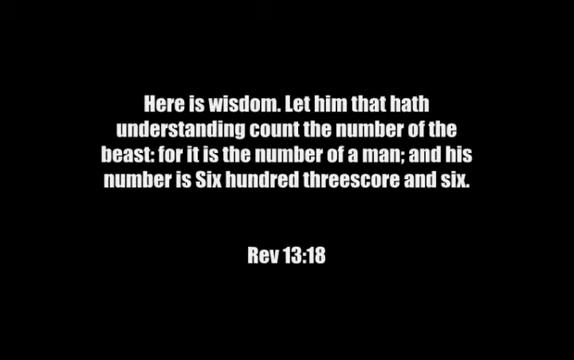 Here is wisdom. Let him that hath
understanding count the number of the
beast: for it is the number of a man; and his
number is Six hundred threescore and six.
Rev 13:18